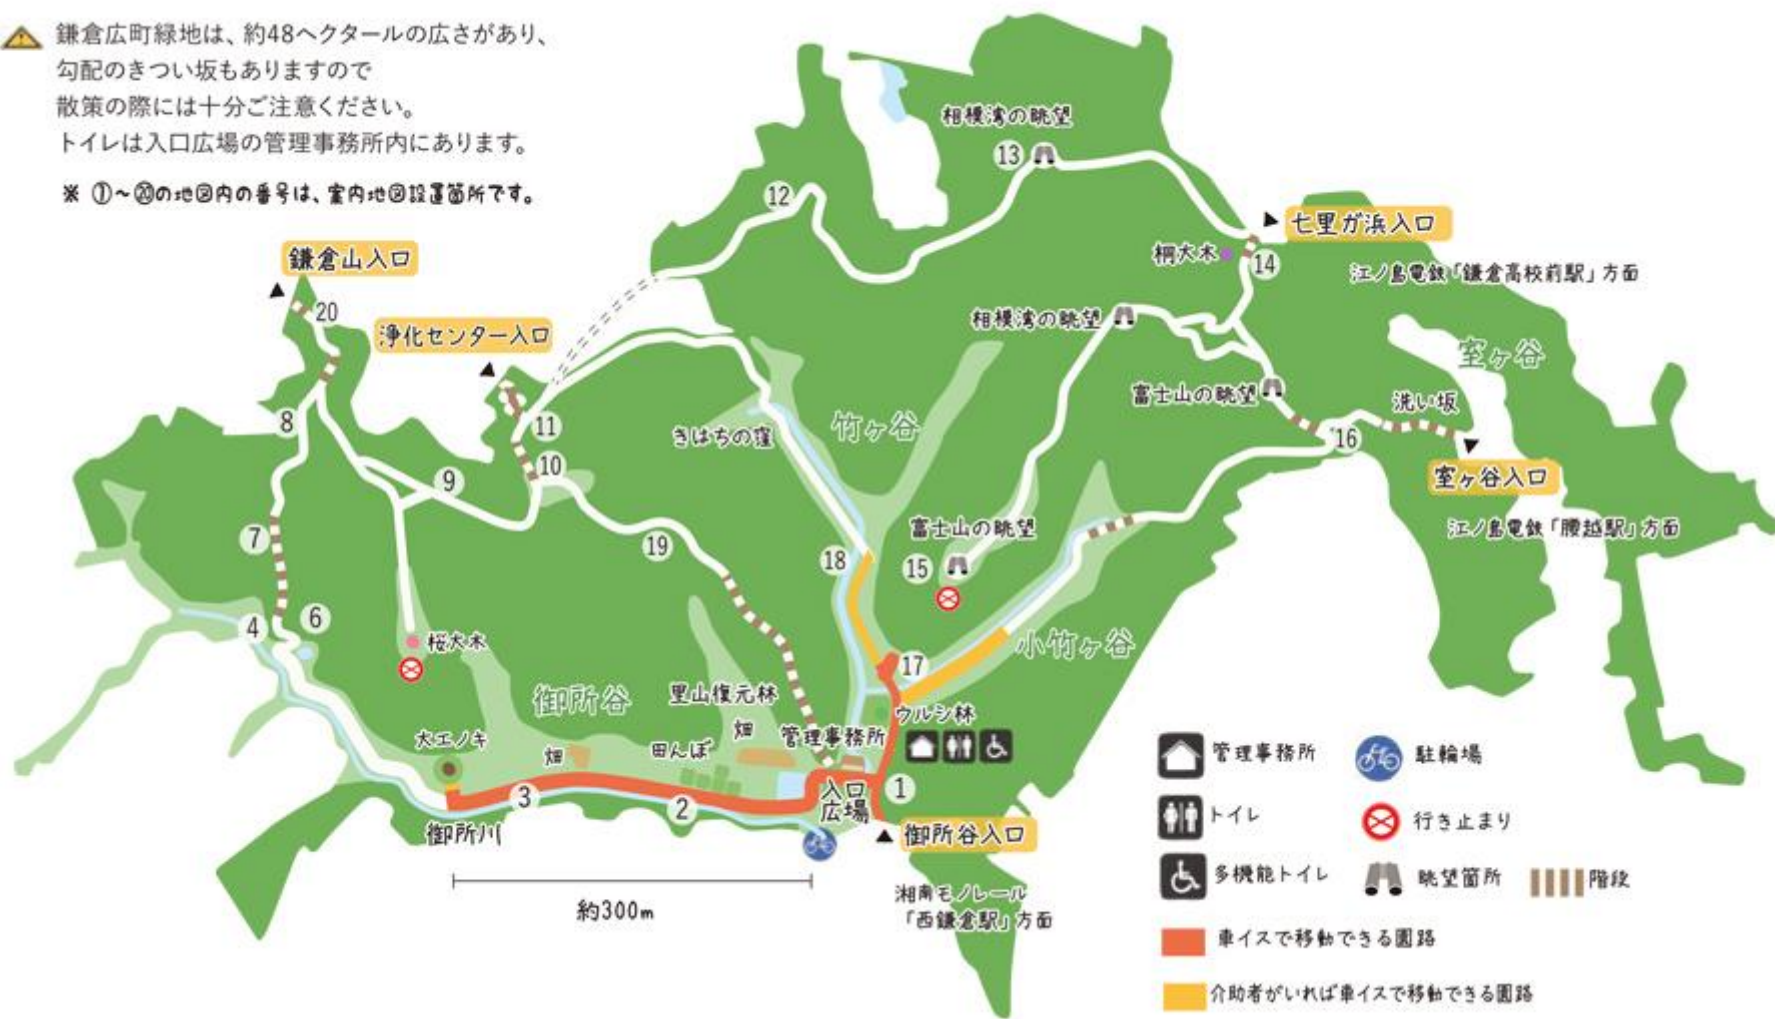 鎌倉広町緑地は、約48ヘクタールの広さがあり、
勾配のきつい坂もありますので
散策の際には十分ご注意ください。
トイレは入口広場の管理事務所内にあります。
※ ①～⑳の地図内の番号は、案内地図設置箇所です。
相模湾の眺望
13
12
七里ガ浜入口
鎌倉山入口
桐大木
14
江ノ島電鉄「鎌倉高校前駅」方面
20
浄化センター入口
相模湾の眺望
室ヶ谷
富士山の眺望
洗い坂
8
11
きはちの窪
竹ヶ谷
16
10
9
室ヶ谷入口
7
19
富士山の眺望
江ノ島電鉄「腰越駅」方面
18
15
4
6
桜大木
小竹ヶ谷
17
御所谷
里山復元林
ウルシ林
大エノキ
畑
田んぼ
畑
管理事務所
3
2
入口
広場
1
御所川
御所谷入口
約300m
湘南モノレール
「西鎌倉駅」方面
管理事務所
駐輪場
トイレ
行き止まり
多機能トイレ
眺望箇所
階段
車イスで移動できる園路
介助者がいれば車イスで移動できる園路